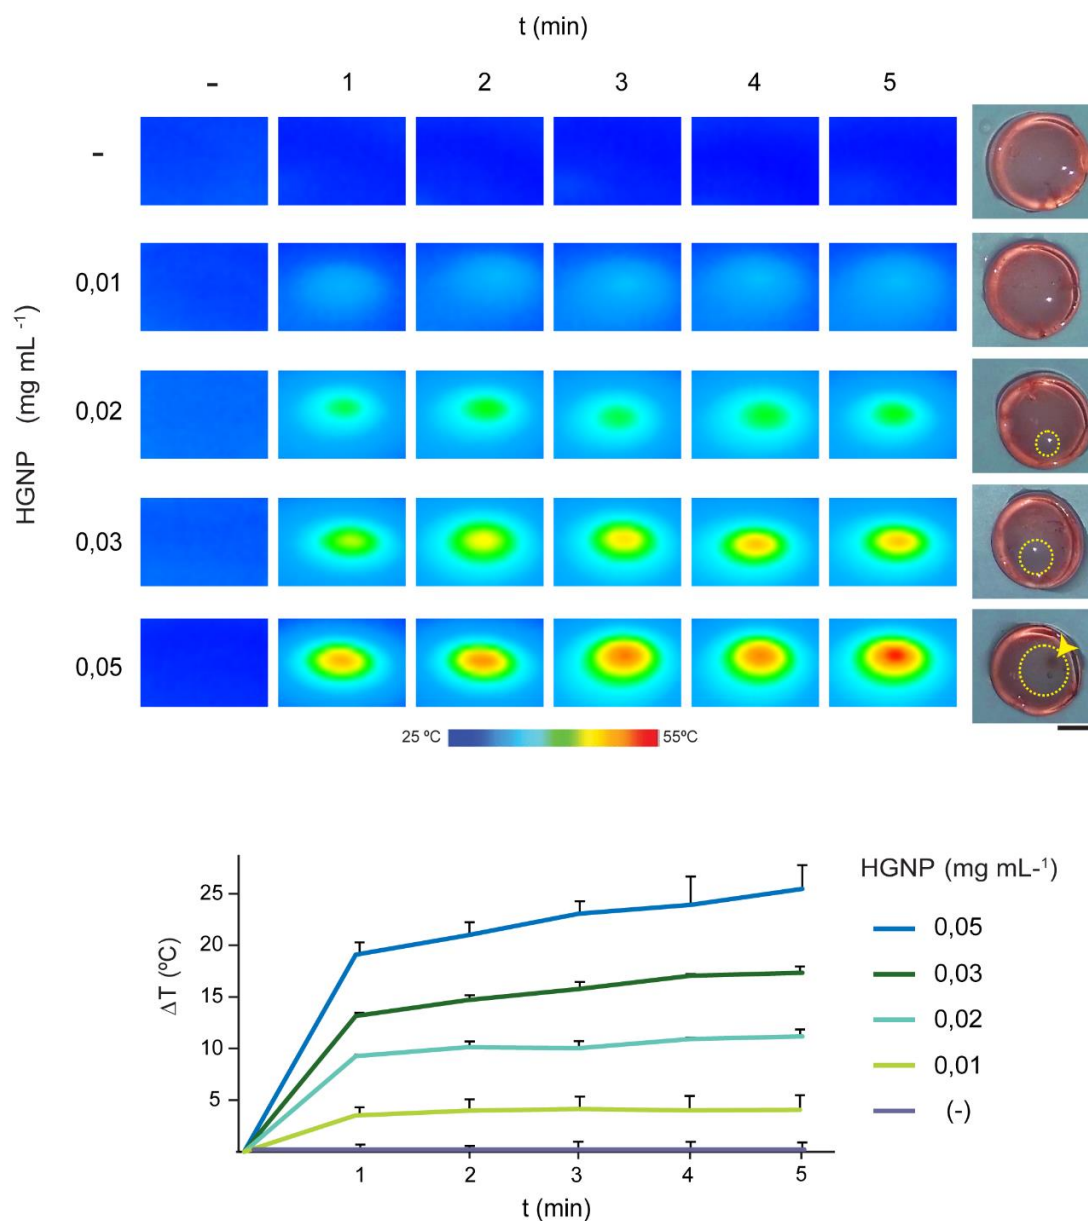 t (min)
- 1 2 3 4 5
-
0,01
0,02
0,03
0,05
HGNP (mg mL ⁻¹)
25 ºC 55ºC
25
20
15
10
5
ΔT (ºC)
1 2 3 4 5
t (min)
HGNP (mg mL-¹)
0,05
0,03
0,02
0,01
(-)